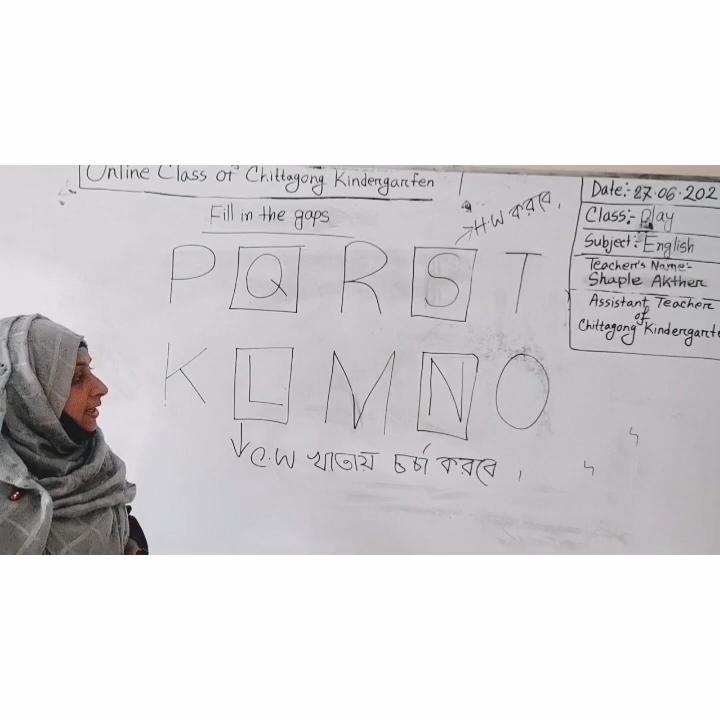 Online Class of Chittagong Kindergarten
Fill in the gaps
→H.W করবে,
P Q R S T
K L M N O
C.W খাতায় চর্চা করবে,
Date:- 27.06.202
Class:- Play
Subject:- English
Teacher's Name:-
Shaple Akther
Assistant Teacher
of
Chittagong Kindergarte